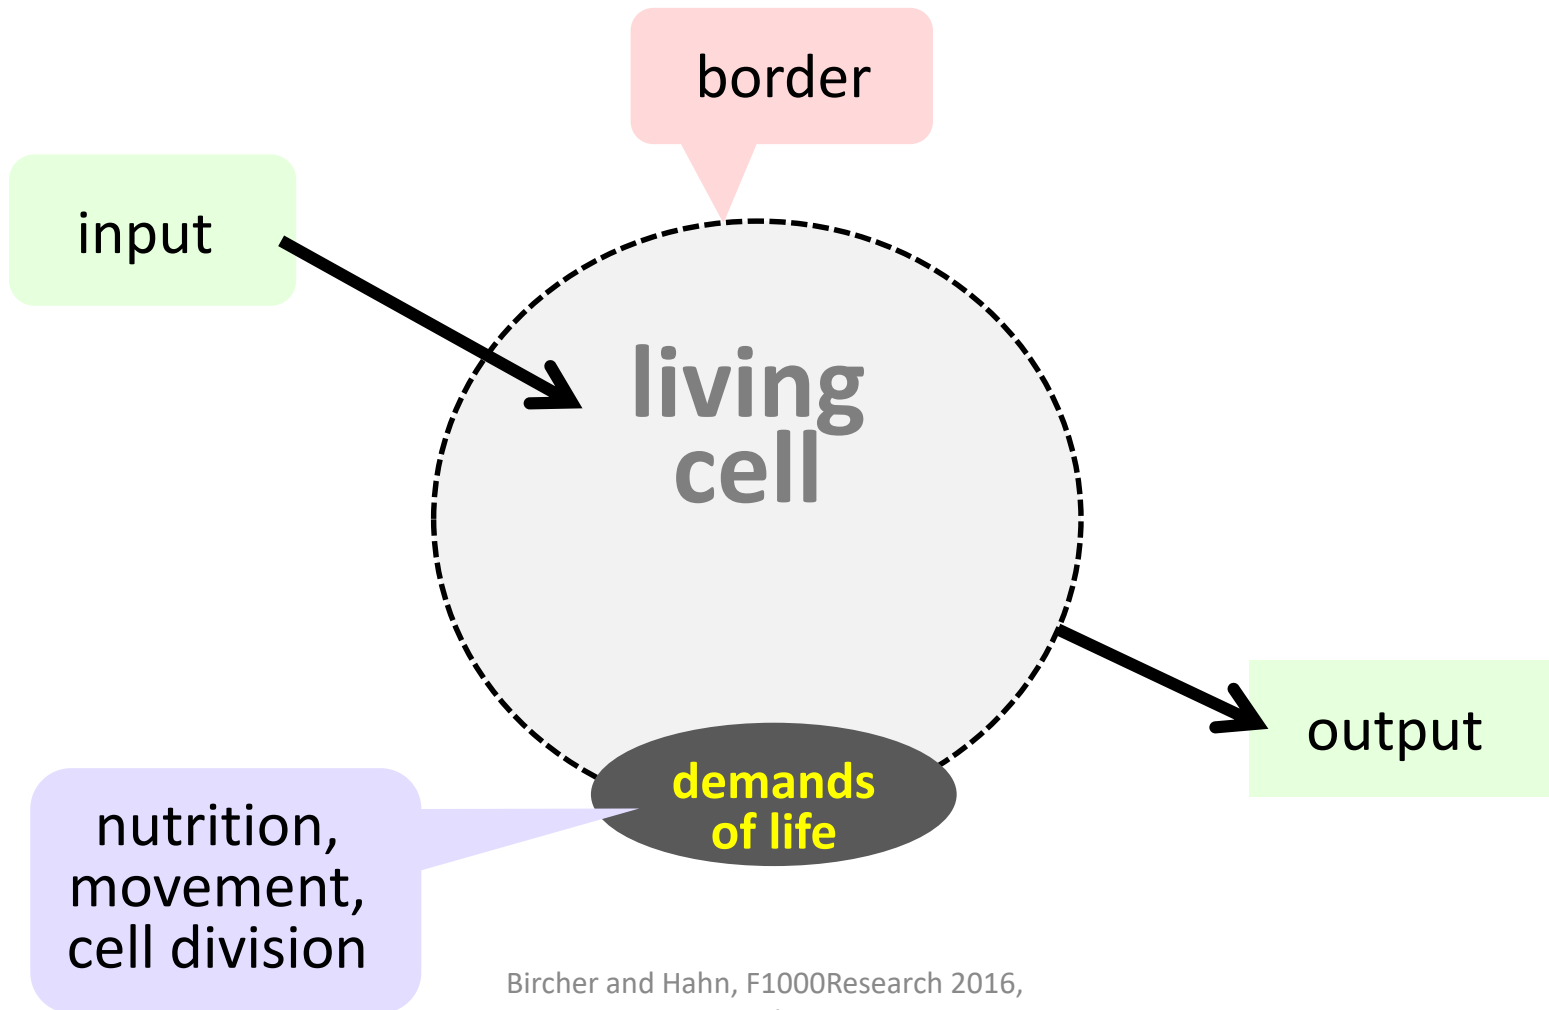 border
input
living
cell
output
demands
of life
nutrition,
movement,
cell division
Bircher and Hahn, F1000Research 2016,